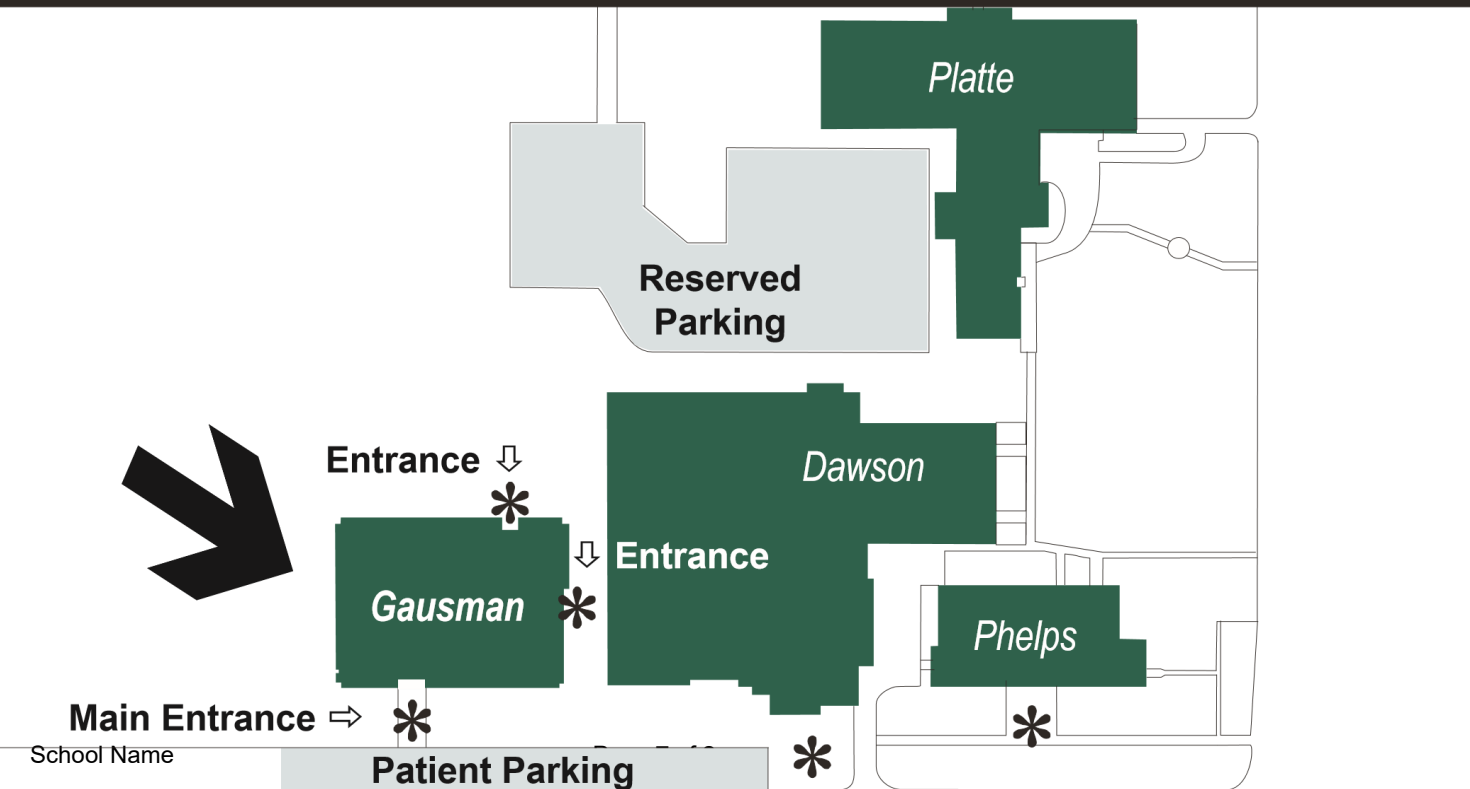 Platte
Reserved
Parking
Entrance
Dawson
Entrance
Gausman
Phelps
Main Entrance
School Name
Patient Parking